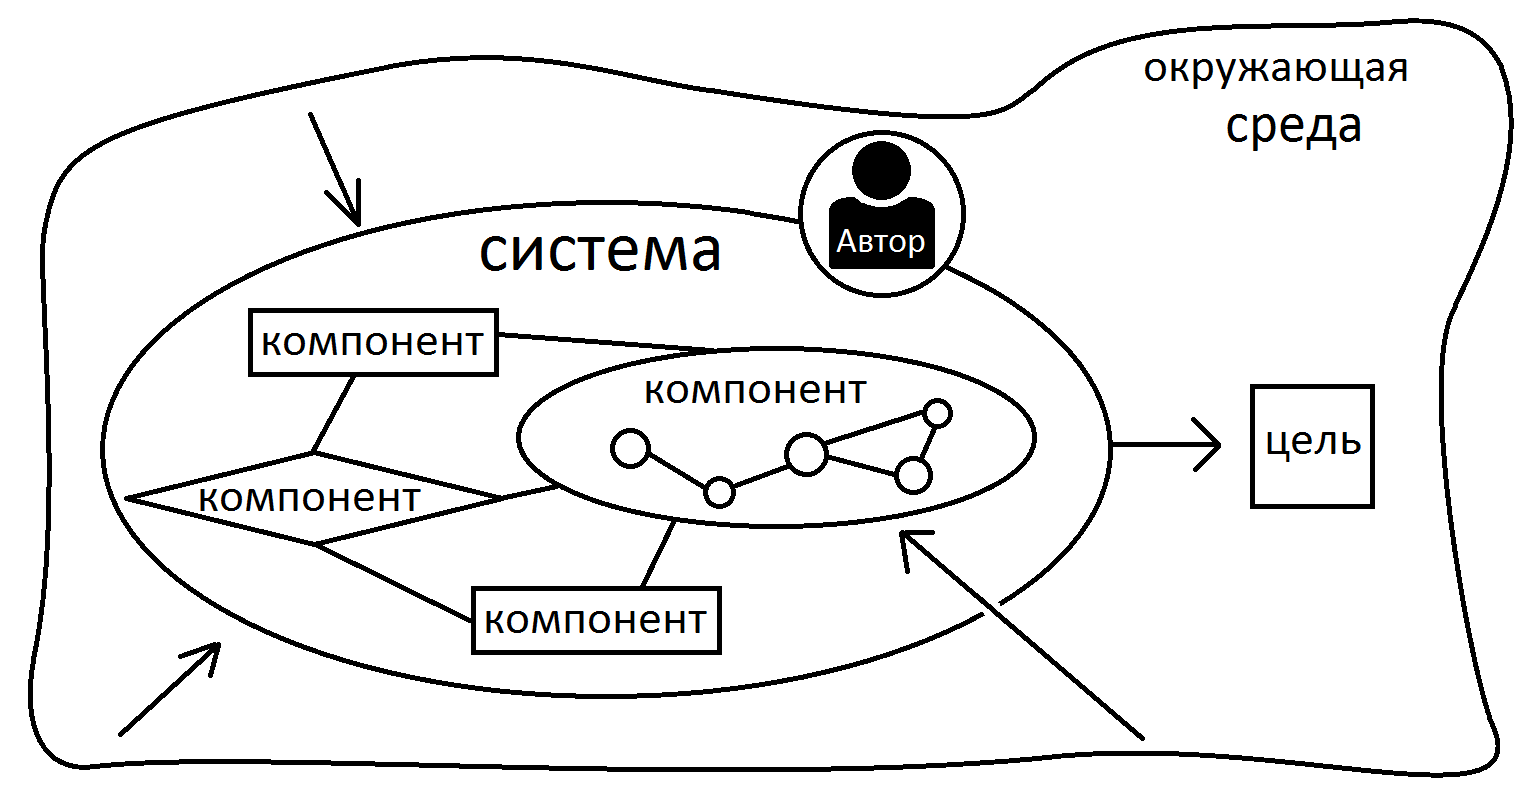 окружающая
среда
Автор
система
компонент
компонент
цель
компонент
компонент